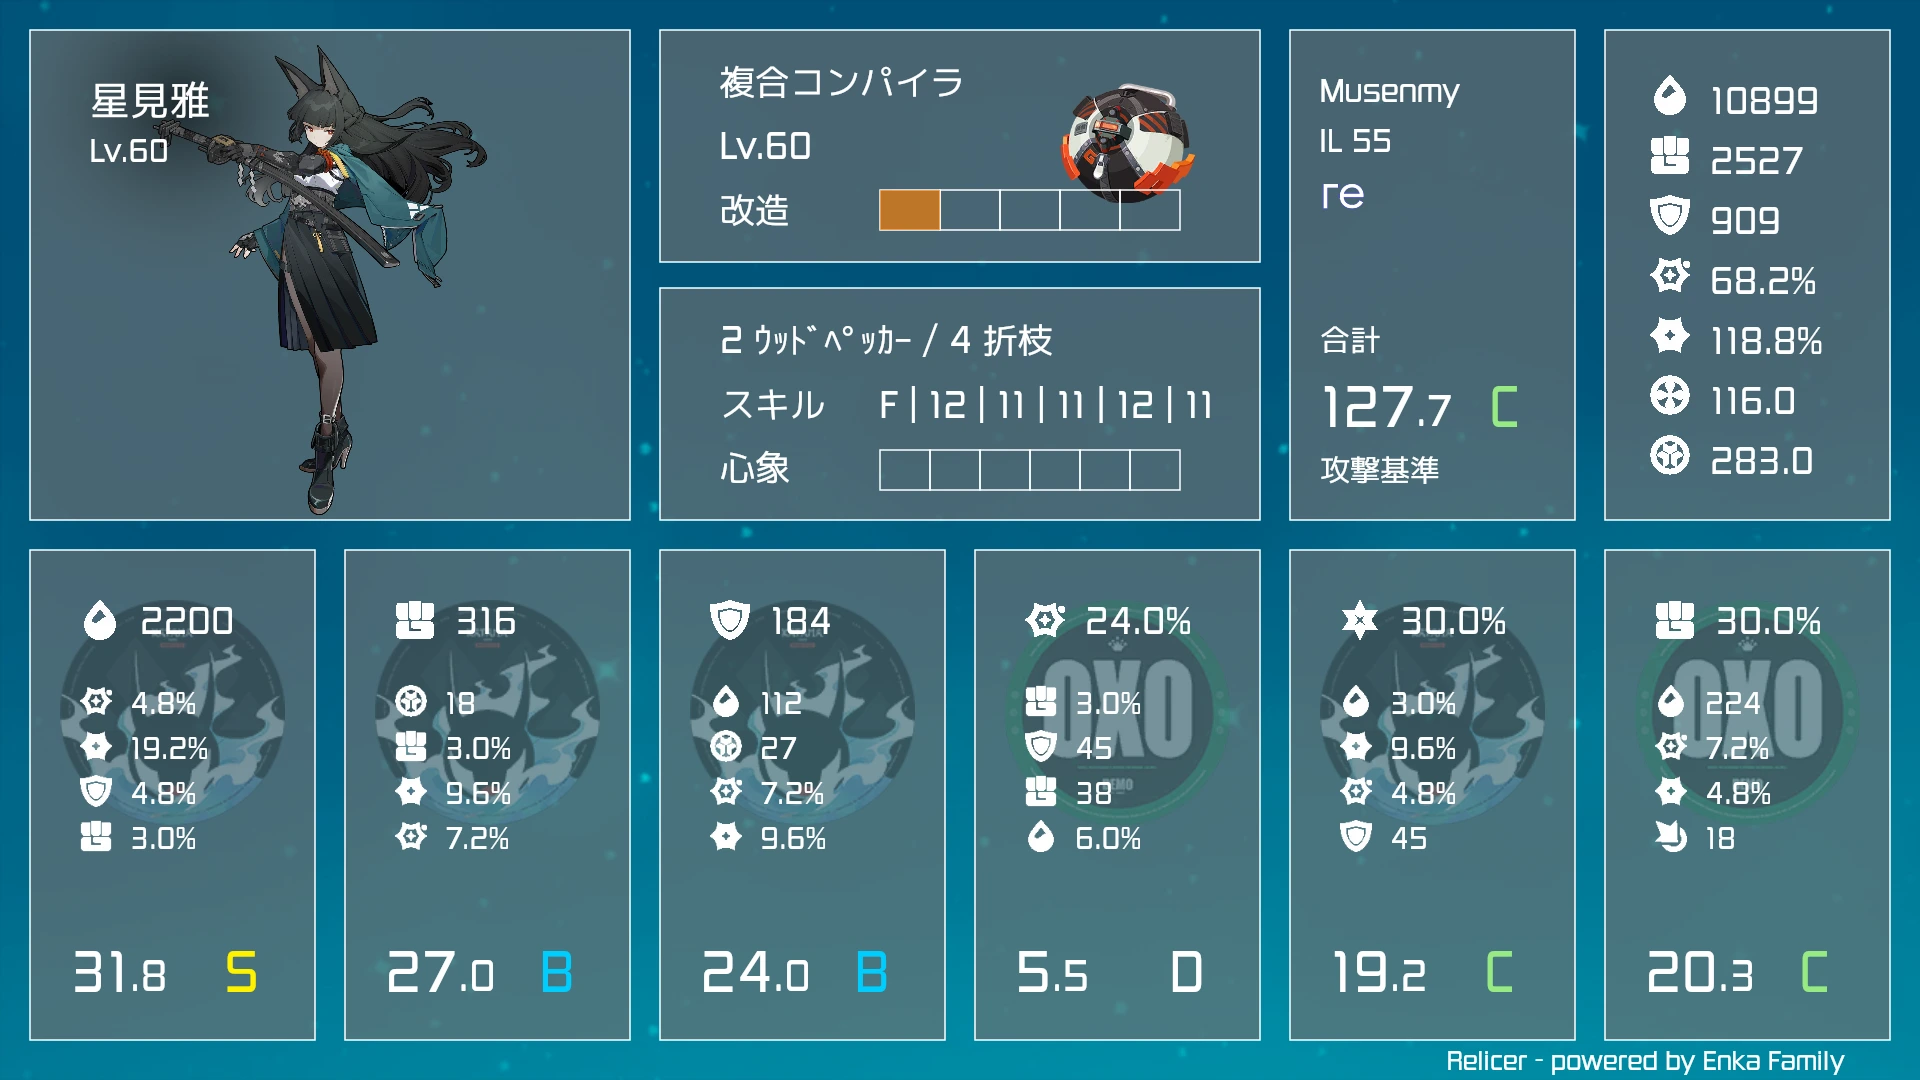 星見雅
Lv.60
複合コンパイラ
Lv.60
改造
2 ｳｯﾄﾞﾍﾟｯｶｰ / 4 折枝
スキル F | 12 | 11 | 11 | 12 | 11
心象
Musenmy
IL 55
re
合計
127.7 C
攻撃基準
10899
2527
909
68.2%
118.8%
116.0
283.0
2200
4.8%
19.2%
4.8%
3.0%
31.8 S
316
18
3.0%
9.6%
7.2%
27.0 B
184
112
27
7.2%
9.6%
24.0 B
24.0%
3.0%
45
38
6.0%
OXO
DEMO
5.5 D
30.0%
3.0%
9.6%
4.8%
45
19.2 C
30.0%
224
7.2%
4.8%
18
OXO
20.3 C
Relicer - powered by Enka Family